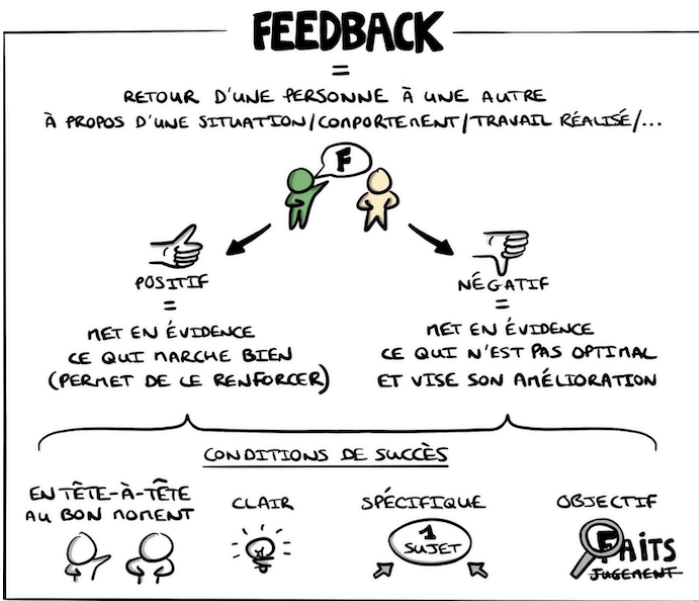 FEEDBACK
=
RETOUR D'UNE PERSONNE À UNE AUTRE
À PROPOS D'UNE SITUATION/COMPORTEMENT/TRAVAIL RÉALISÉ/...
F
POSITIF
=
MET EN ÉVIDENCE
CE QUI MARCHE BIEN
(PERMET DE LE RENFORCER)
NÉGATIF
=
MET EN ÉVIDENCE
CE QUI N'EST PAS OPTIMAL
ET VISE SON AMÉLIORATION
CONDITIONS DE SUCCÈS
EN TÊTE-À-TÊTE
AU BON MOMENT
CLAIR
SPÉCIFIQUE
1
SUJET
OBJECTIF
FAITS
JUGEMENT